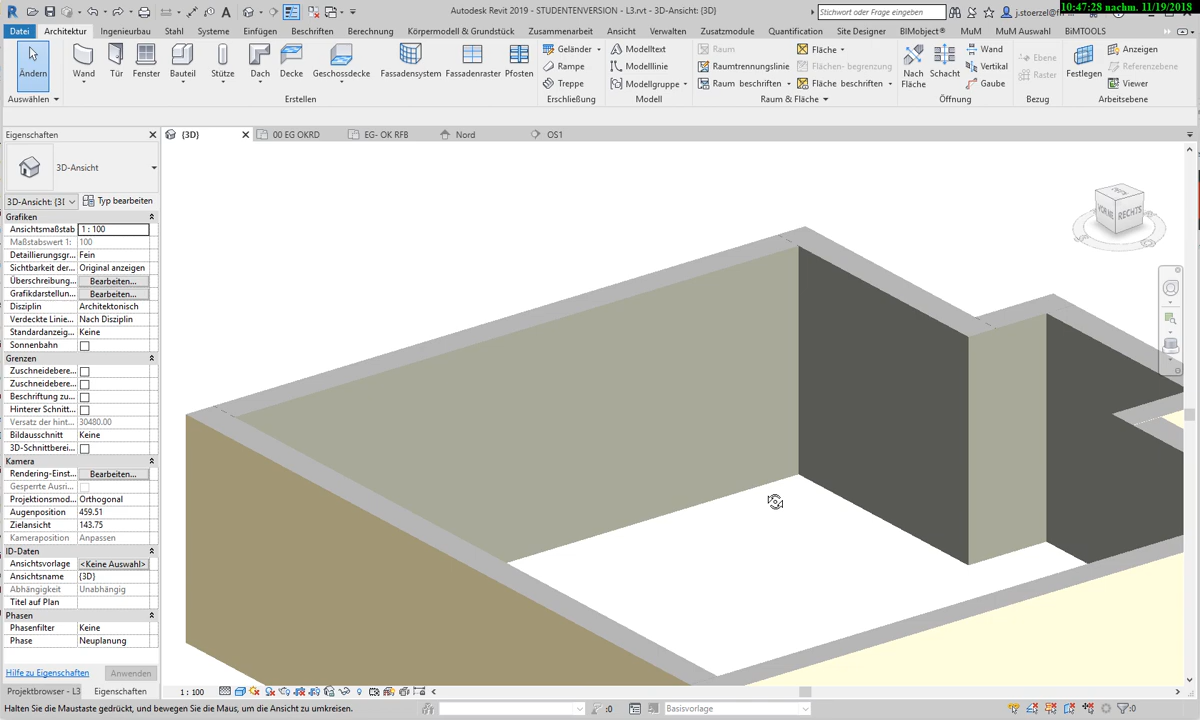 10:47:28 nachm. 11/19/2018
Autodesk Revit 2019 - STUDENTENVERSION - L3.rvt - 3D-Ansicht: {3D}
Stichwort oder Frage eingeben
j.stoerzel@
Datei Architektur Ingenieurbau Stahl Systeme Einfügen Beschriften Berechnung Körpermodell & Grundstück Zusammenarbeit Ansicht Verwalten Zusatzmodule Quantification Site Designer BIMobject® MuM MuM Auswahl BiMTOOLS
Ändern Wand Tür Fenster Bauteil Stütze Dach Decke Geschossdecke Fassadensystem Fassadenraster Pfosten
Geländer
Rampe
Treppe
Modelltext
Modelllinie
Modellgruppe
Raum
Raumtrennungslinie
Raum beschriften
Fläche
Flächen- begrenzung
Fläche beschriften
Nach
Fläche
Schacht
Wand
Vertikal
Gaube
Ebene
Raster
Festlegen
Anzeigen
Referenzebene
Viewer
Auswählen Erstellen Erschließung Modell Raum & Fläche Öffnung Bezug Arbeitsebene
Eigenschaften
{3D} 00 EG OKRD EG- OK RFB Nord OS1
3D-Ansicht
3D-Ansicht: {3I Typ bearbeiten
Grafiken
Ansichtsmaßstab 1 : 100
Maßstabswert 1: 100
Detaillierungsgr... Fein
Sichtbarkeit der... Original anzeigen
Überschreibung... Bearbeiten...
Grafikdarstellun... Bearbeiten...
Disziplin Architektonisch
Verdeckte Linie... Nach Disziplin
Standardanzeig... Keine
Sonnenbahn
Grenzen
Zuschneidebere...
Zuschneidebere...
Beschriftung zu...
Hinterer Schnitt...
Versatz der hint... 30480.00
Bildausschnitt Keine
3D-Schnittberei...
Kamera
Rendering-Einst... Bearbeiten...
Gesperrte Ausri...
Projektionsmod... Orthogonal
Augenposition 459.51
Zielansicht 143.75
Kameraposition Anpassen
ID-Daten
Ansichtsvorlage <Keine Auswahl>
Ansichtsname {3D}
Abhängigkeit Unabhängig
Titel auf Plan
Phasen
Phasenfilter Keine
Phase Neuplanung
Hilfe zu Eigenschaften Anwenden
Projektbrowser - L3 Eigenschaften
VORNE RECHTS
1 : 100
Halten Sie die Maustaste gedrückt, und bewegen Sie die Maus, um die Ansicht zu umkreisen.
:0
Basisvorlage
:0